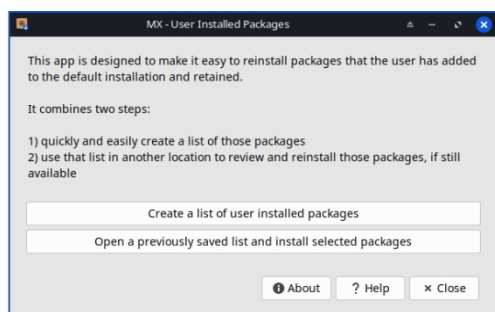 MX - User Installed Packages
This app is designed to make it easy to reinstall packages that the user has added
to the default installation and retained.
It combines two steps:
1) quickly and easily create a list of those packages
2) use that list in another location to review and reinstall those packages, if still
available
Create a list of user installed packages
Open a previously saved list and install selected packages
About ? Help × Close